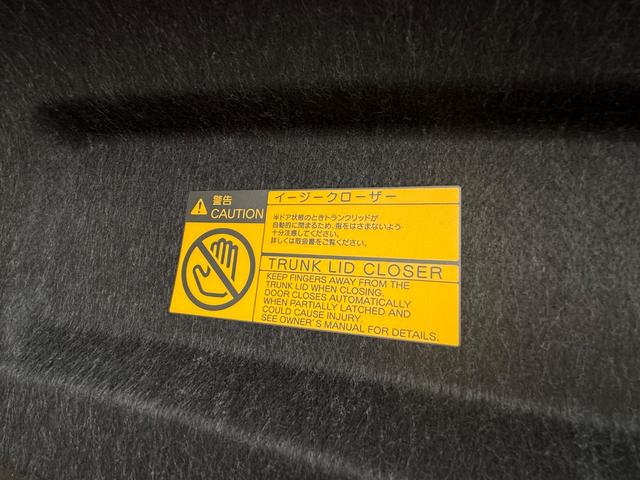 警告
CAUTION
イージークローザー
半ドア状態のときトランクリッドが
自動的に閉まるため、指をはさまないよう
十分注意してください。
詳しくは取扱書をご覧ください。
TRUNK LID CLOSER
KEEP FINGERS AWAY FROM THE
TRUNK LID WHEN CLOSING.
DOOR CLOSES AUTOMATICALLY
WHEN PARTIALLY LATCHED AND
COULD CAUSE INJURY.
SEE OWNER'S MANUAL FOR DETAILS.